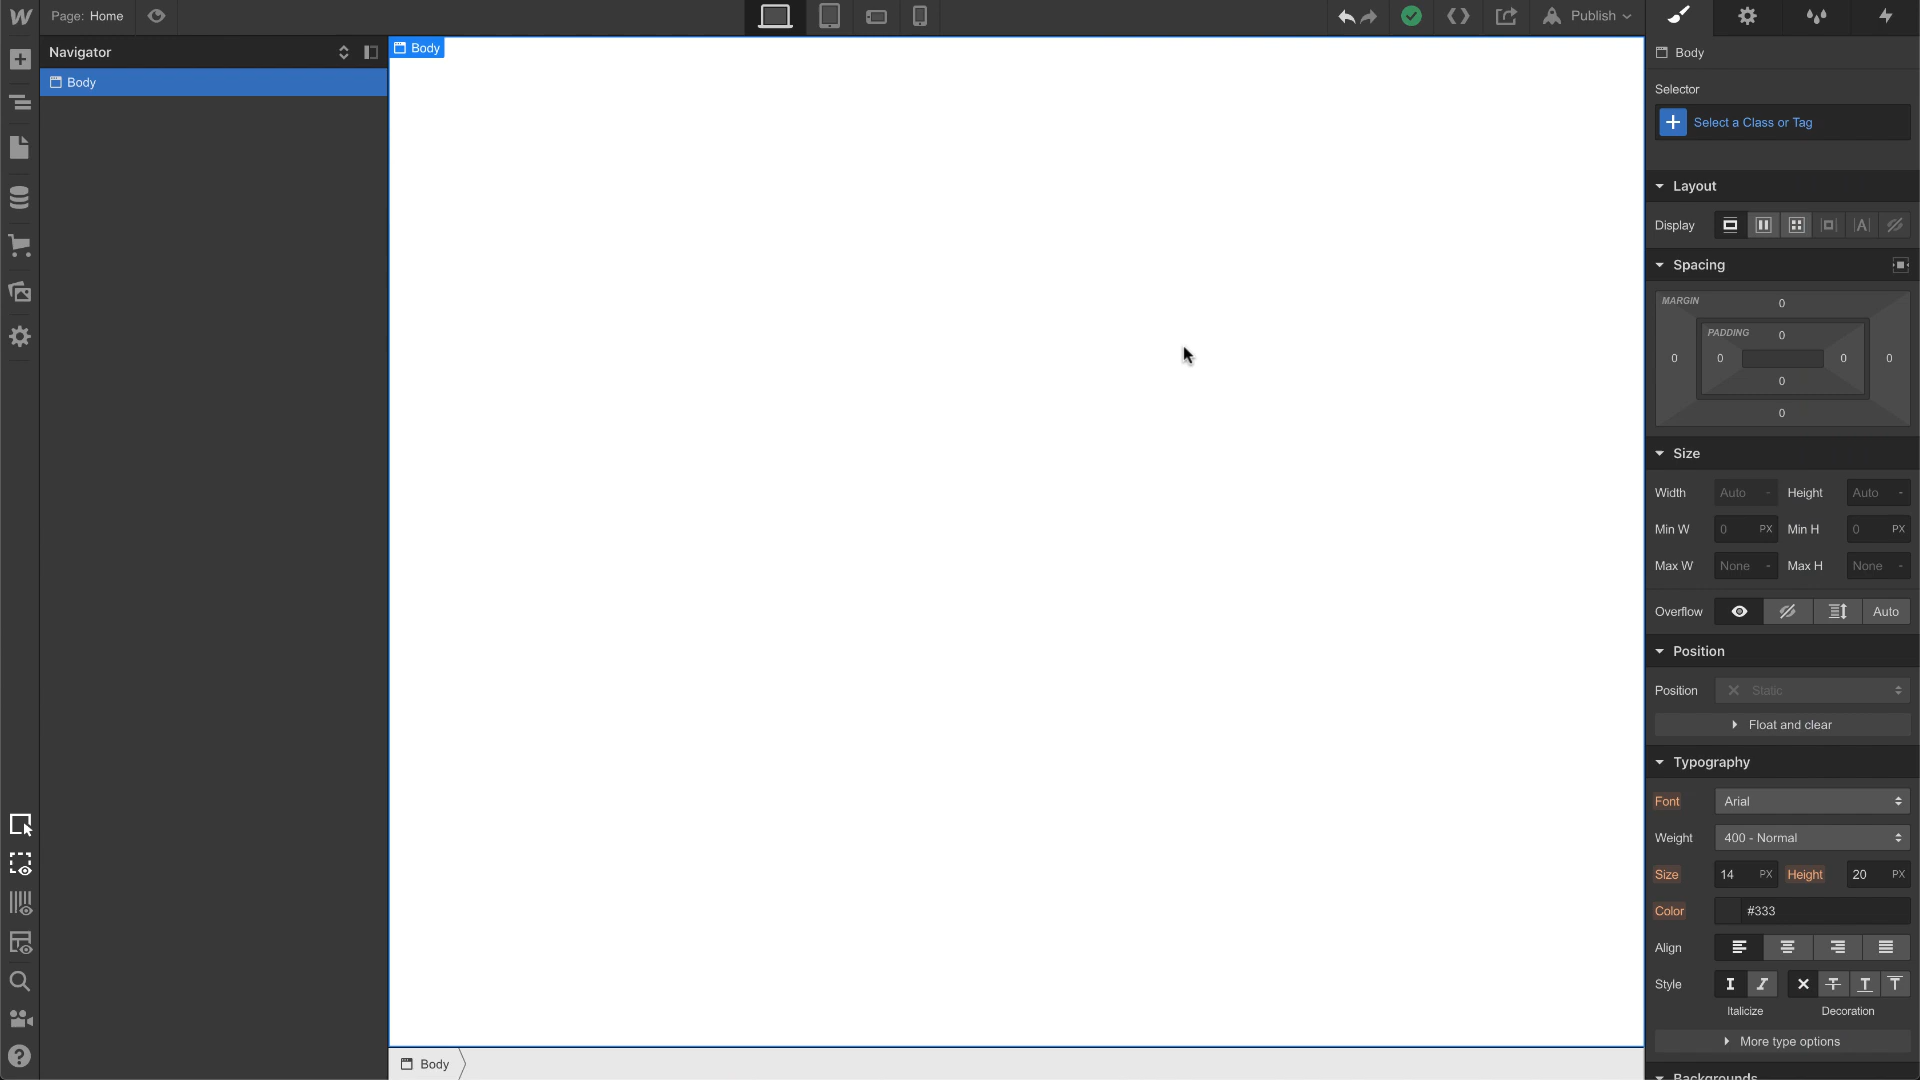 Page: Home
Publish
Navigator
Body
Body
Body
Selector
Select a Class or Tag
Layout
Display
Spacing
MARGIN
0
PADDING
0
0
0
0
0
0
0
Size
Width
Auto
-
Height
Auto
-
Min W
0
PX
Min H
0
PX
Max W
None
-
Max H
None
-
Overflow
Auto
Position
Position
Static
Float and clear
Typography
Font
Arial
Weight
400 - Normal
Size
14
PX
Height
20
PX
Color
#333
Align
Style
Italicize
Decoration
More type options
Backgrounds
Body